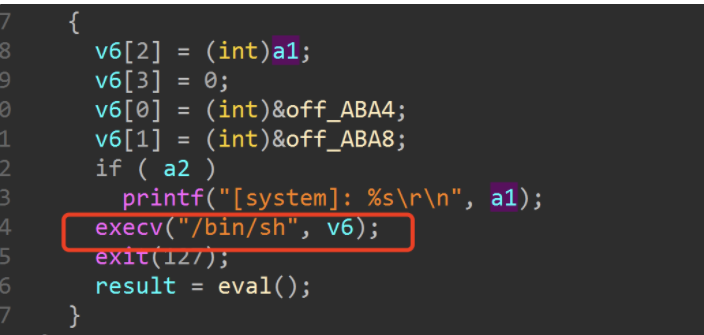 7 {
8 v6[2] = (int)a1;
9 v6[3] = 0;
0 v6[0] = (int)&off_ABA4;
1 v6[1] = (int)&off_ABA8;
2 if ( a2 )
3 printf("[system]: %s\r\n", a1);
4 execv("/bin/sh", v6);
5 exit(127);
6 result = eval();
7 }